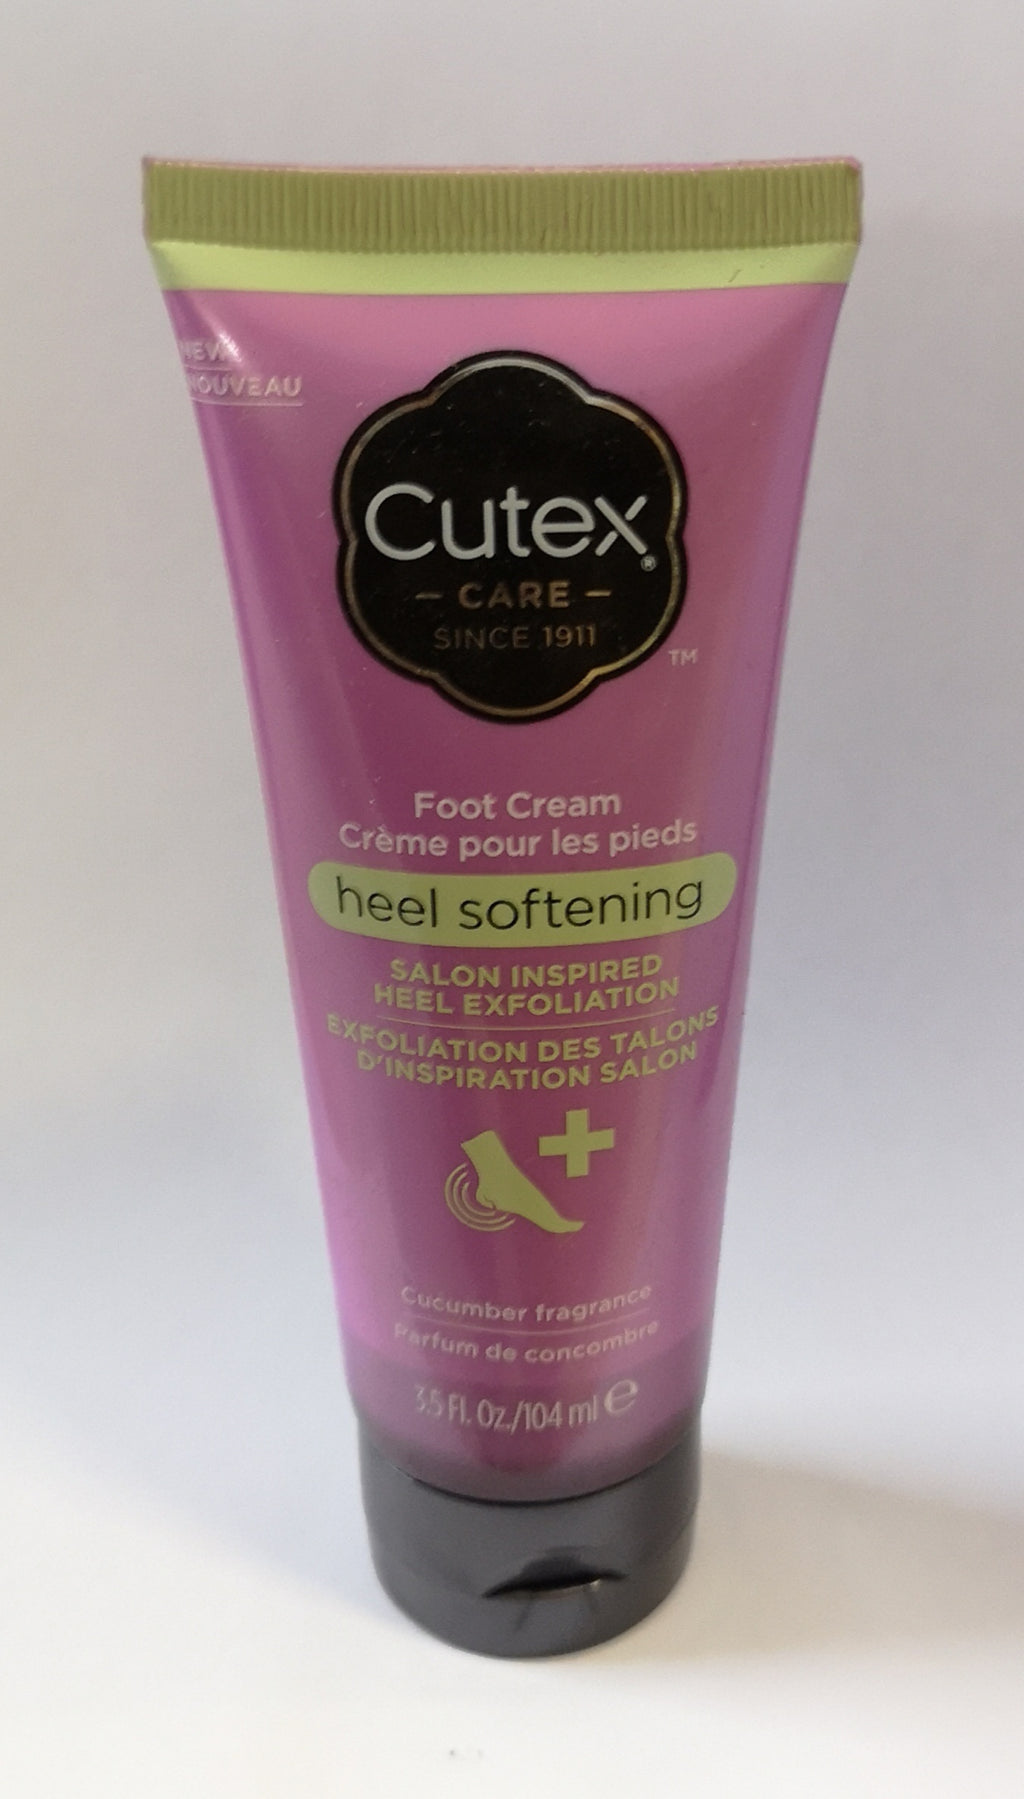 NEW
NOUVEAU
Cutex®
– CARE –
SINCE 1911
™
Foot Cream
Crème pour les pieds
heel softening
SALON INSPIRED
HEEL EXFOLIATION
EXFOLIATION DES TALONS
D'INSPIRATION SALON
Cucumber fragrance
Parfum de concombre
3.5 Fl. Oz./104 ml e